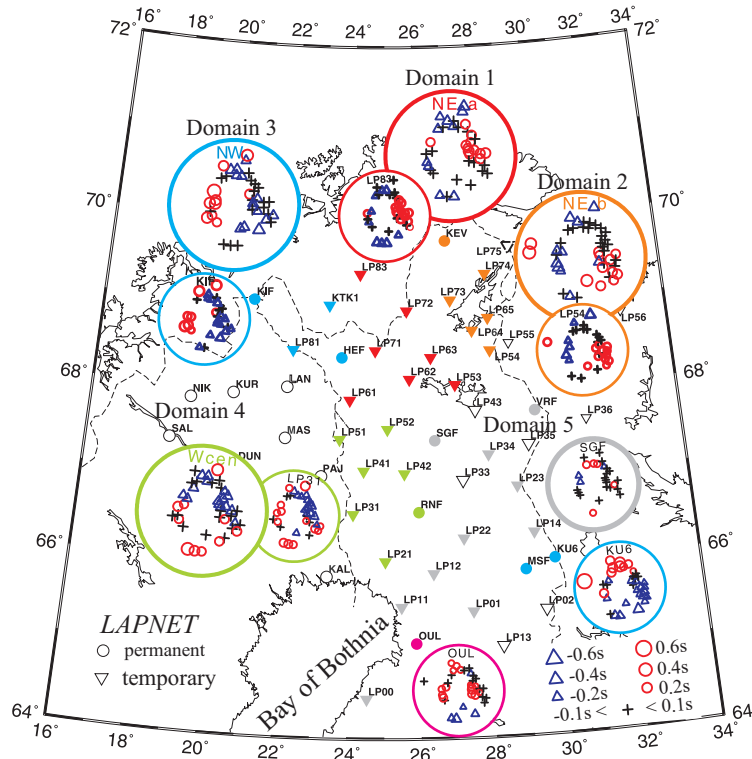 16° 18° 20° 22° 24° 26° 28° 30° 32° 34°
72° 72°
Domain 1
NE a
Domain 3
NW
LP83
Domain 2
NE b
70° 70°
KEV
LP75
LP74
LP83
KIF
KIF
KTK1
LP73
LP72
LP65
LP64
LP54
LP56
LP55
LP81
HEF
LP71
LP63
LP54
68° 68°
NIK
KUR
LAN
LP61
LP62
LP53
LP43
VRF
LP36
Domain 4
SAL
MAS
LP51
LP52
SGF
Domain 5
LP35
LP34
SGF
Wcen
DUN
PAJ
LP31
LP41
LP42
LP33
LP23
LP31
RNF
LP14
66° 66°
LP22
KU6
KU6
MSF
LP21
KAL
LP12
LP11
LP01
LP02
LAPNET
permanent
temporary
Bay of Bothnia
OUL
OUL
LP13
LP00
-0.6s 0.6s
-0.4s 0.4s
-0.2s 0.2s
-0.1s < < 0.1s
64° 64°
16° 18° 20° 22° 24° 26° 28° 30° 32° 34°